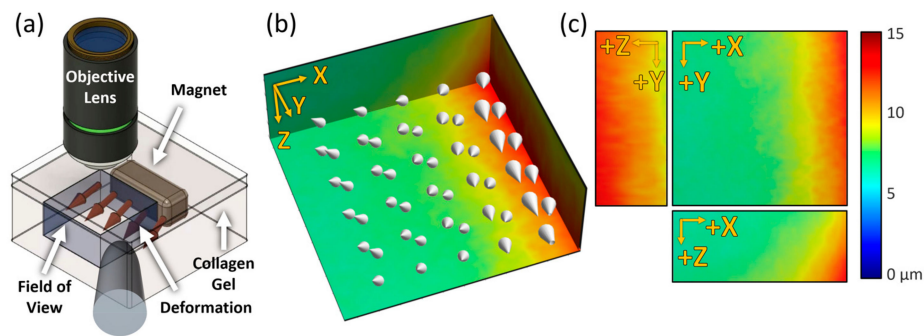 (a)
Objective
Lens
Magnet
Field of
View
Deformation
Collagen
Gel
(b)
X
Y
Z
(c)
+Z
+Y
+X
+Y
+X
+Z
15
10
5
0 μm